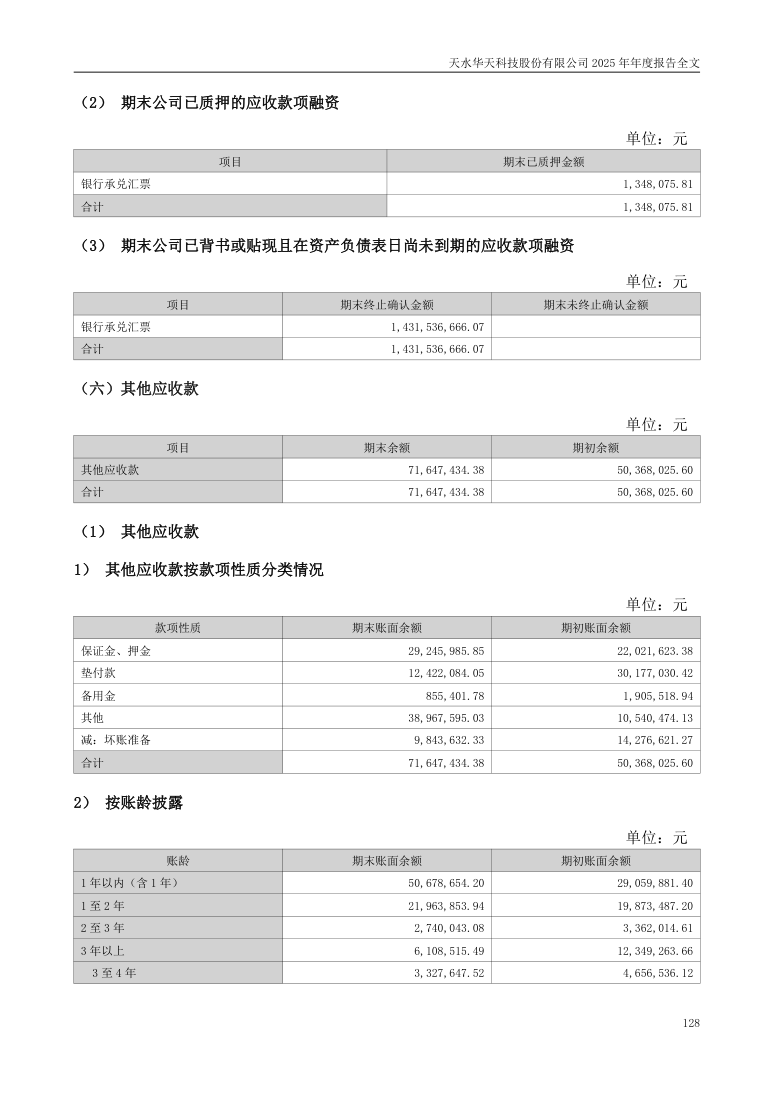 天水华天科技股份有限公司 2025 年年度报告全文
（2） 期末公司已质押的应收款项融资
单位：元
项目 期末已质押金额
银行承兑汇票 1,348,075.81
合计 1,348,075.81
（3） 期末公司已背书或贴现且在资产负债表日尚未到期的应收款项融资
单位：元
项目 期末终止确认金额 期末未终止确认金额
银行承兑汇票 1,431,536,666.07
合计 1,431,536,666.07
（六）其他应收款
单位：元
项目 期末余额 期初余额
其他应收款 71,647,434.38 50,368,025.60
合计 71,647,434.38 50,368,025.60
（1） 其他应收款
1） 其他应收款按款项性质分类情况
单位：元
款项性质 期末账面余额 期初账面余额
保证金、押金 29,245,985.85 22,021,623.38
垫付款 12,422,084.05 30,177,030.42
备用金 855,401.78 1,905,518.94
其他 38,967,595.03 10,540,474.13
减：坏账准备 9,843,632.33 14,276,621.27
合计 71,647,434.38 50,368,025.60
2） 按账龄披露
单位：元
账龄 期末账面余额 期初账面余额
1 年以内（含 1 年） 50,678,654.20 29,059,881.40
1 至 2 年 21,963,853.94 19,873,487.20
2 至 3 年 2,740,043.08 3,362,014.61
3 年以上 6,108,515.49 12,349,263.66
3 至 4 年 3,327,647.52 4,656,536.12
128